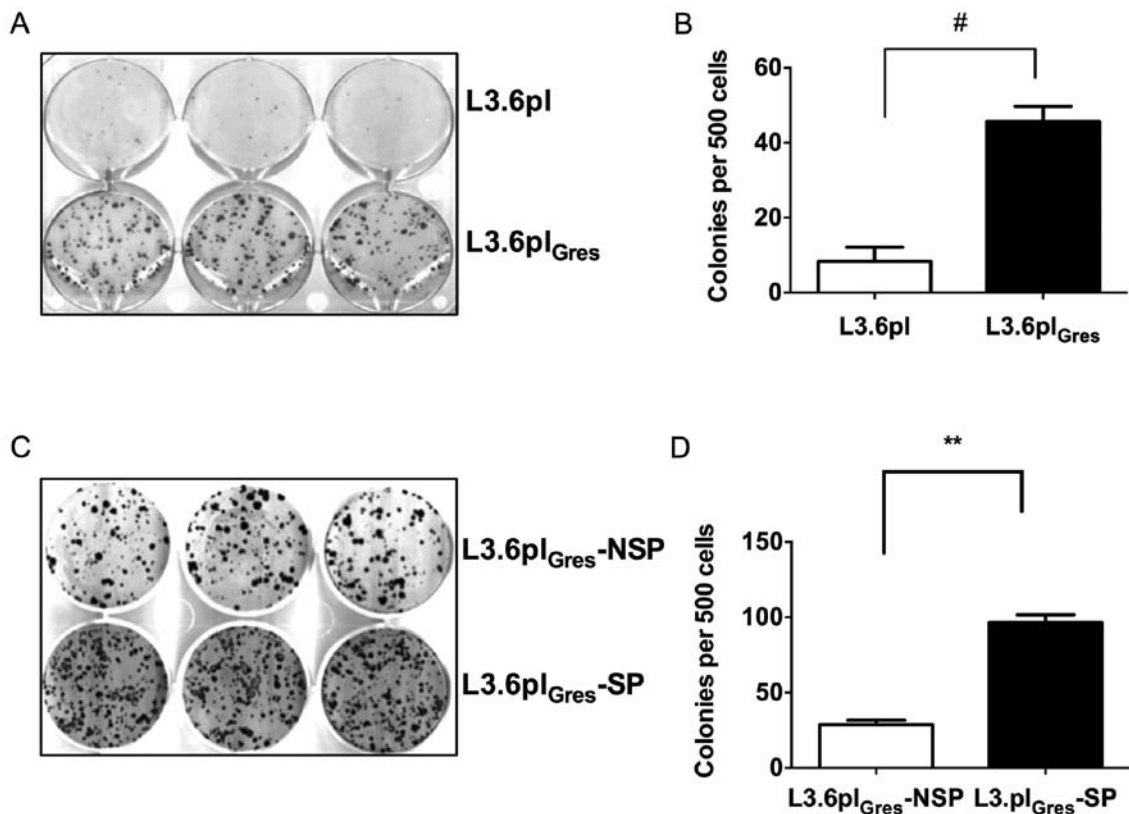 A
L3.6pl
L3.6plGres
B
#
Colonies per 500 cells
60
40
20
0
L3.6pl
L3.6plGres
C
L3.6plGres-NSP
L3.6plGres-SP
D
**
Colonies per 500 cells
150
100
50
0
L3.6plGres-NSP
L3.plGres-SP